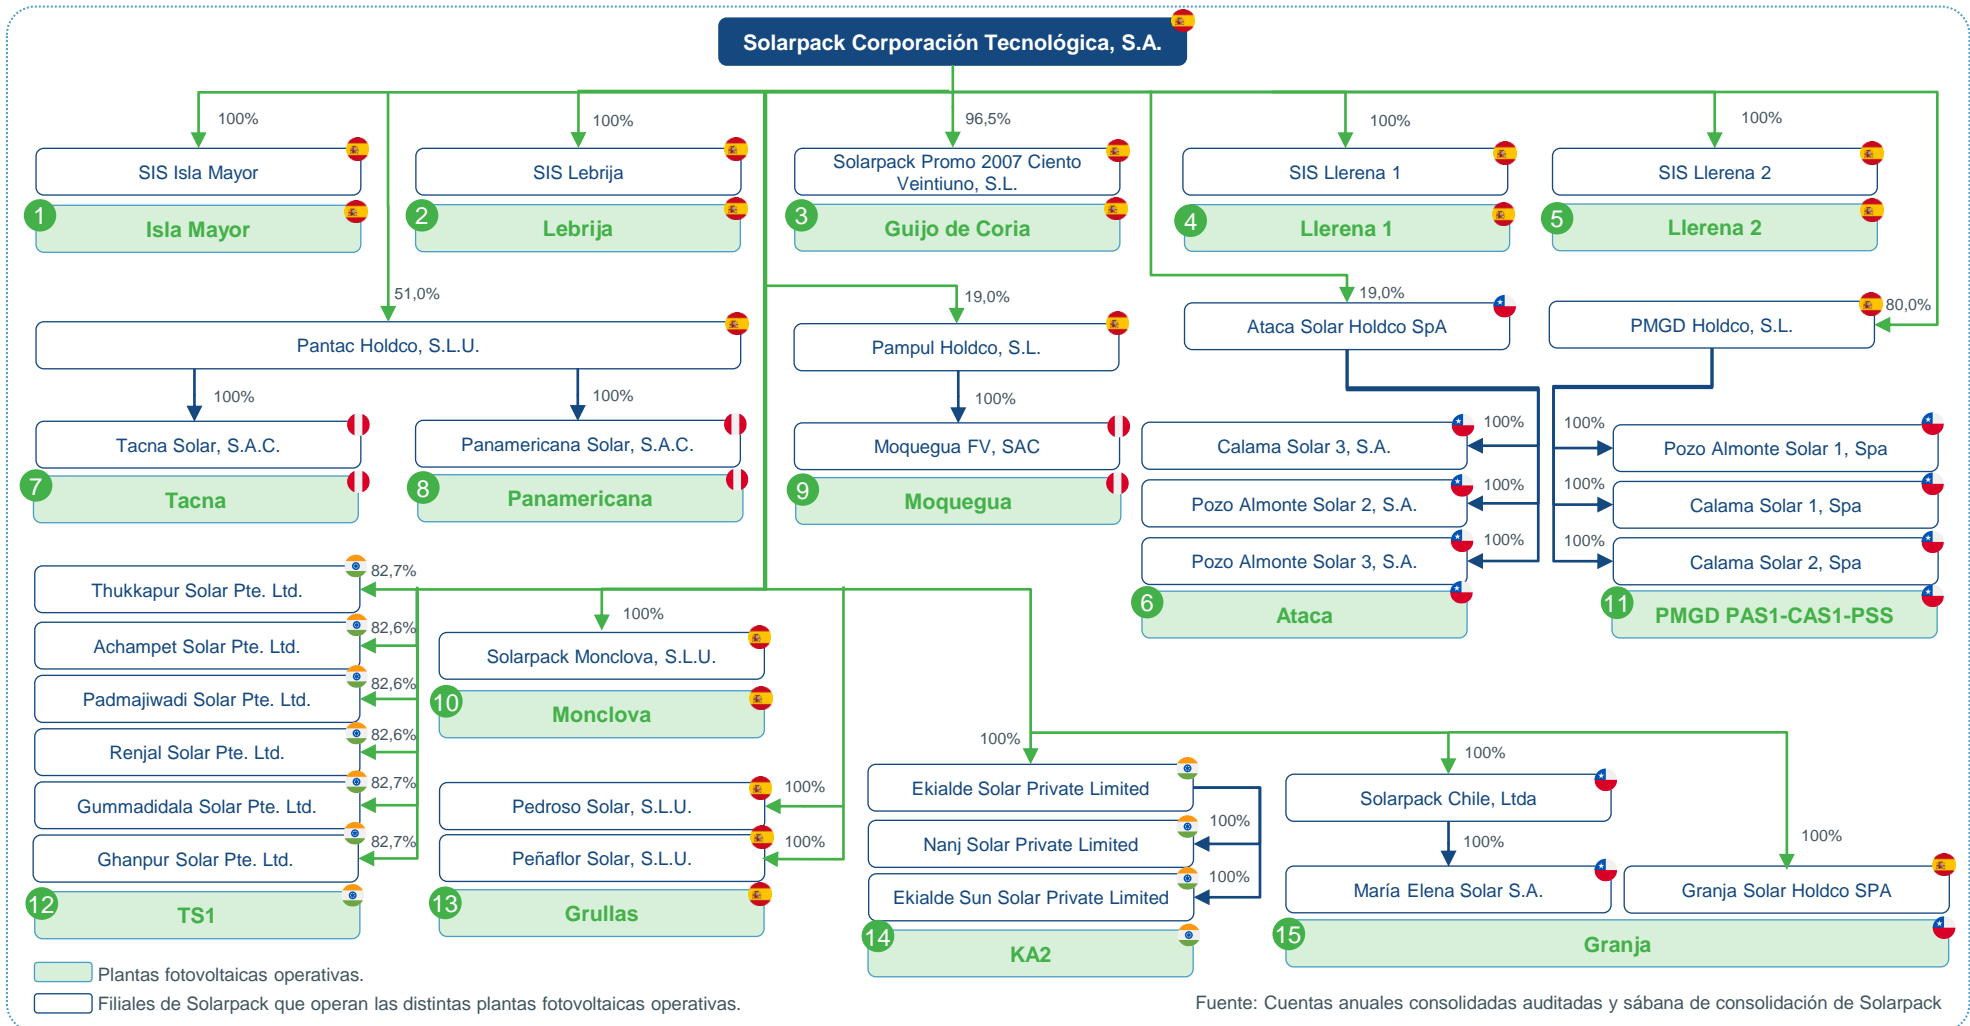 Solarpack Corporación Tecnológica, S.A.
100%
100%
96,5%
100%
100%
SIS Isla Mayor
SIS Lebrija
Solarpack Promo 2007 Ciento
Veintiuno, S.L.
SIS Llerena 1
SIS Llerena 2
1
Isla Mayor
2
Lebrija
3
Guijo de Coria
4
Llerena 1
5
Llerena 2
51,0%
19,0%
19,0%
80,0%
Pantac Holdco, S.L.U.
Pampul Holdco, S.L.
Ataca Solar Holdco SpA
PMGD Holdco, S.L.
100%
100%
100%
Tacna Solar, S.A.C.
Panamericana Solar, S.A.C.
Moquegua FV, SAC
7
Tacna
8
Panamericana
9
Moquegua
100%
Calama Solar 3, S.A.
100%
Pozo Almonte Solar 2, S.A.
100%
Pozo Almonte Solar 3, S.A.
6
Ataca
100%
Pozo Almonte Solar 1, Spa
100%
Calama Solar 1, Spa
100%
Calama Solar 2, Spa
11
PMGD PAS1-CAS1-PSS
82,7%
Thukkapur Solar Pte. Ltd.
82,6%
Achampet Solar Pte. Ltd.
82,6%
Padmajiwadi Solar Pte. Ltd.
82,6%
Renjal Solar Pte. Ltd.
82,7%
Gummadidala Solar Pte. Ltd.
82,7%
Ghanpur Solar Pte. Ltd.
12
TS1
100%
Solarpack Monclova, S.L.U.
10
Monclova
100%
Pedroso Solar, S.L.U.
100%
Peñaflor Solar, S.L.U.
13
Grullas
100%
Ekialde Solar Private Limited
100%
Nanj Solar Private Limited
100%
Ekialde Sun Solar Private Limited
14
KA2
100%
Solarpack Chile, Ltda
100%
100%
María Elena Solar S.A.
Granja Solar Holdco SPA
15
Granja
Plantas fotovoltaicas operativas.
Filiales de Solarpack que operan las distintas plantas fotovoltaicas operativas.
Fuente: Cuentas anuales consolidadas auditadas y sábana de consolidación de Solarpack